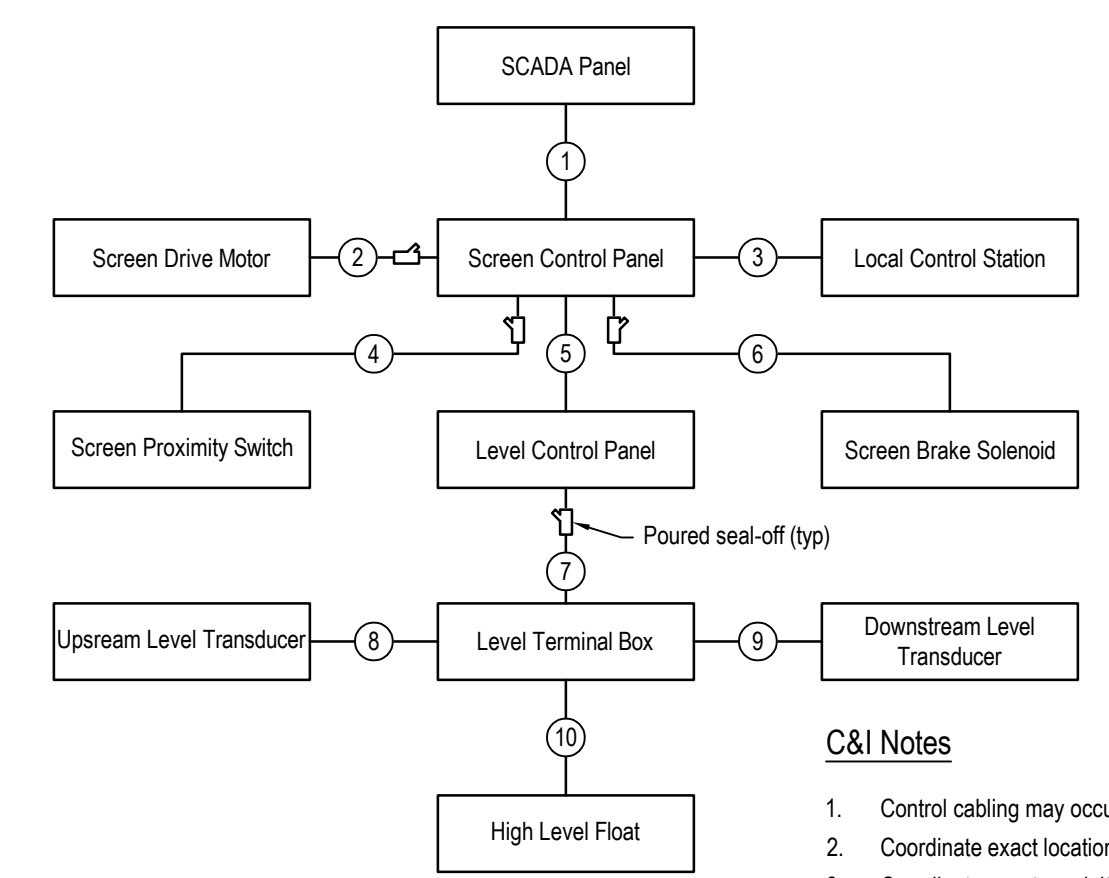 SCADA Panel
1
Screen Drive Motor
2
Screen Control Panel
3
Local Control Station
4
5
6
Screen Proximity Switch
Level Control Panel
Screen Brake Solenoid
Poured seal-off (typ)
7
Upsream Level Transducer
8
Level Terminal Box
9
Downstream Level
Transducer
10
High Level Float
C&I Notes
1. Control cabling may
2. Coordinate exact